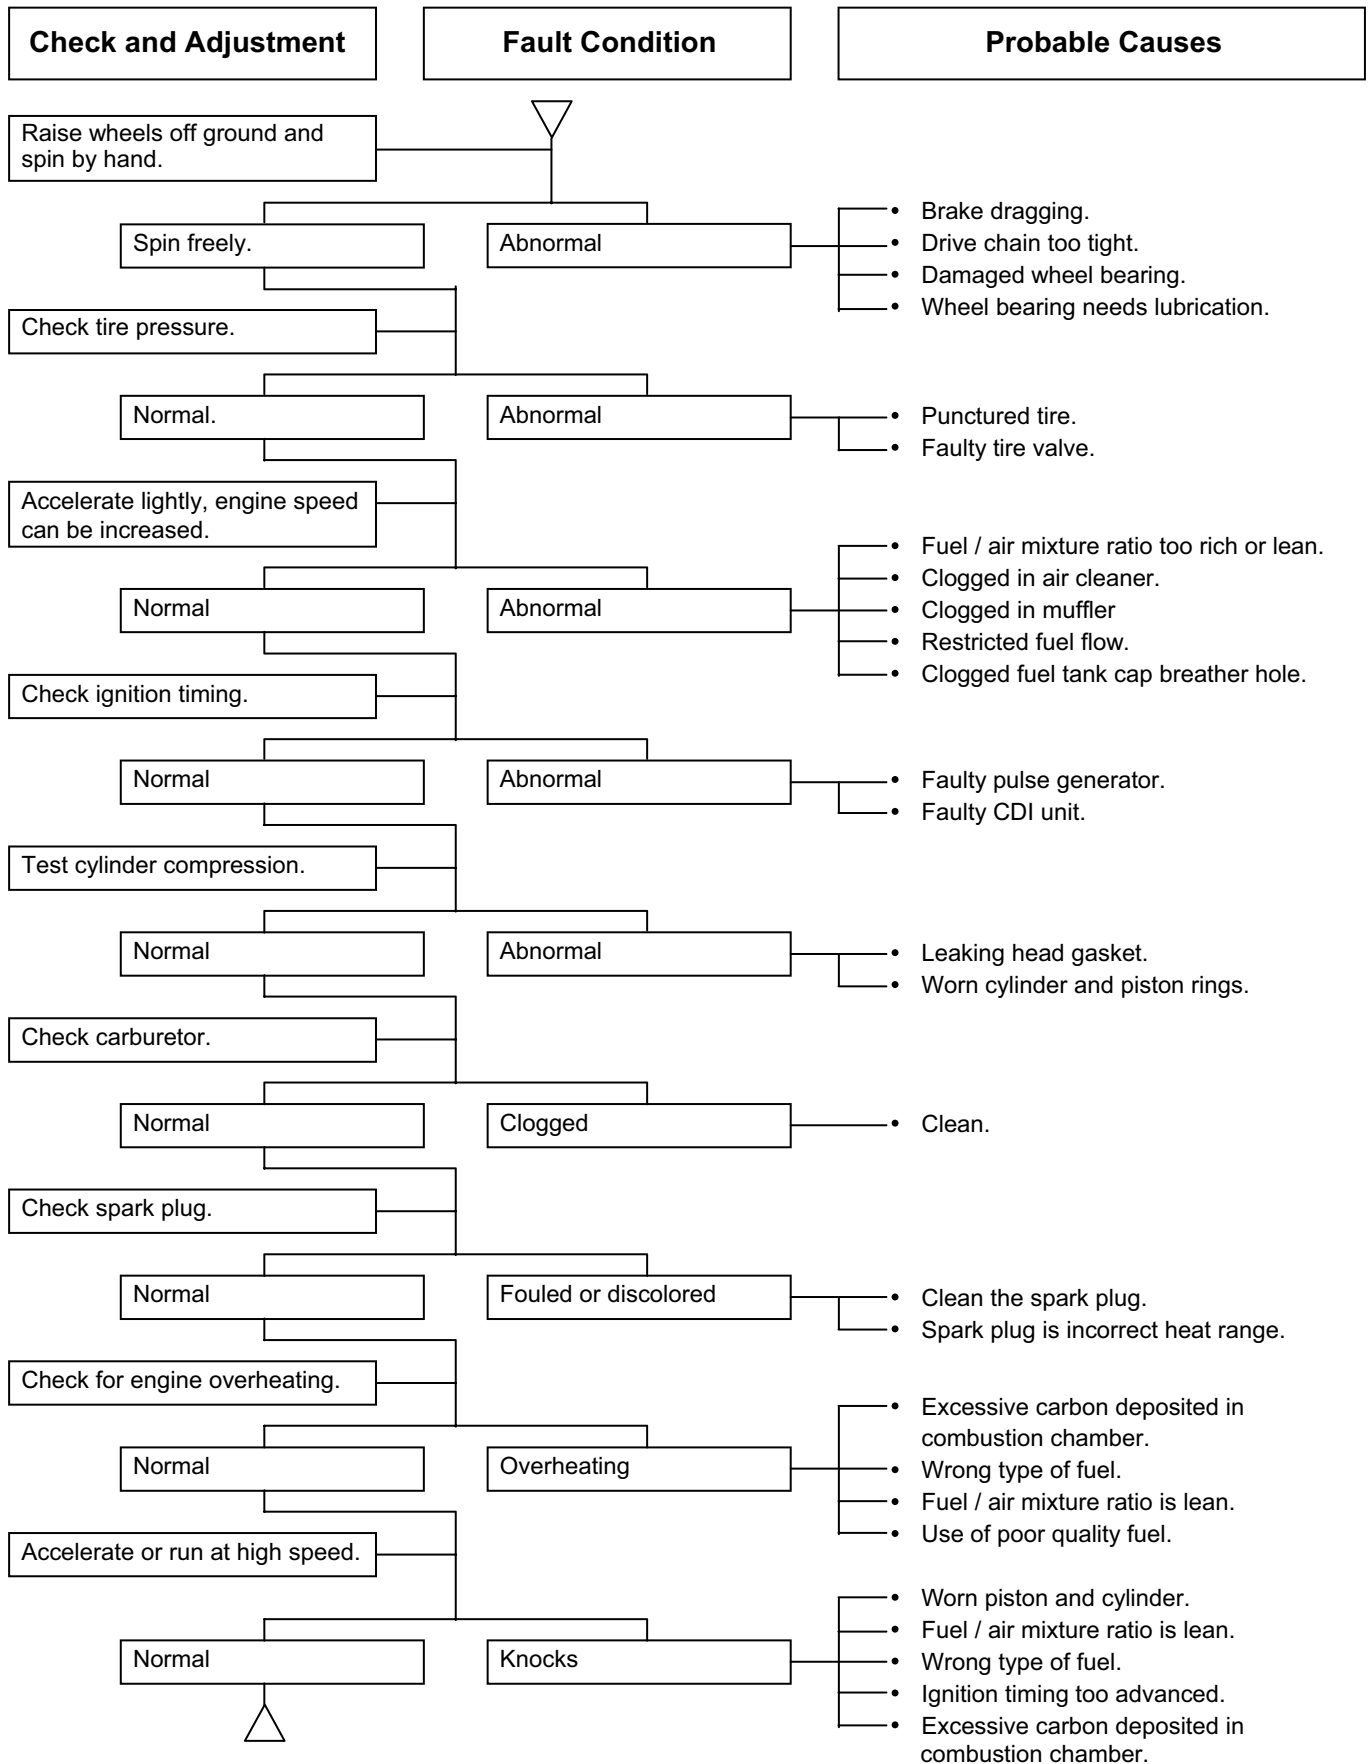 Check and Adjustment
Fault Condition
Probable Causes
Raise wheels off ground and
spin by hand.
Spin freely.
Abnormal
• Brake dragging.
• Drive chain too tight.
• Damaged wheel bearing.
• Wheel bearing needs lubrication.
Check tire pressure.
Normal.
Abnormal
• Punctured tire.
• Faulty tire valve.
Accelerate lightly, engine speed
can be increased.
Normal
Abnormal
• Fuel / air mixture ratio too rich or lean.
• Clogged in air cleaner.
• Clogged in muffler
• Restricted fuel flow.
• Clogged fuel tank cap breather hole.
Check ignition timing.
Normal
Abnormal
• Faulty pulse generator.
• Faulty CDI unit.
Test cylinder compression.
Normal
Abnormal
• Leaking head gasket.
• Worn cylinder and piston rings.
Check carburetor.
Normal
Clogged
• Clean.
Check spark plug.
Normal
Fouled or discolored
• Clean the spark plug.
• Spark plug is incorrect heat range.
Check for engine overheating.
Normal
Overheating
• Excessive carbon deposited in
combustion chamber.
• Wrong type of fuel.
• Fuel / air mixture ratio is lean.
• Use of poor quality fuel.
Accelerate or run at high speed.
Normal
Knocks
• Worn piston and cylinder.
• Fuel / air mixture ratio is lean.
• Wrong type of fuel.
• Ignition timing too advanced.
• Excessive carbon deposited in
combustion chamber.